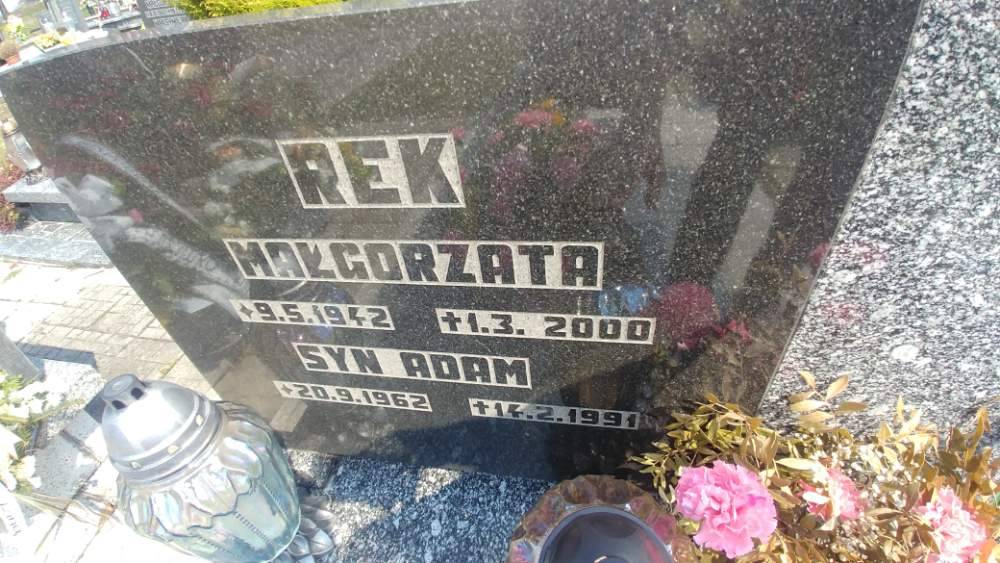 REK
MAŁGORZATA
*9.5.1942 +1.3. 2000
SYN ADAM
*20.9.1962 +14.2.1991